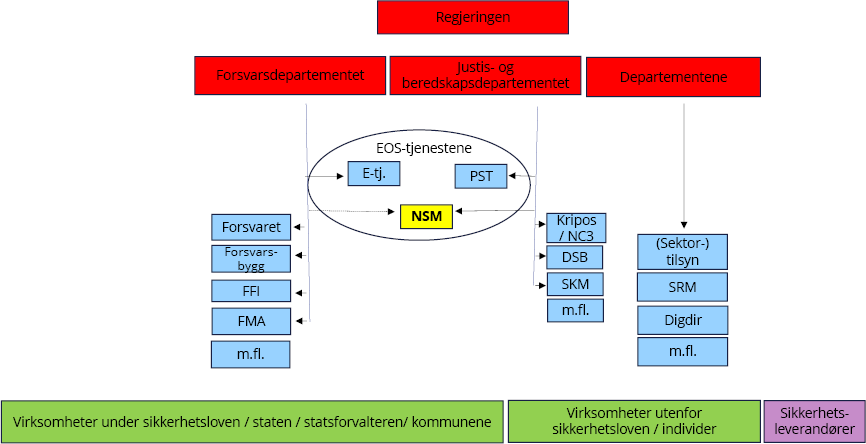 Regjeringen
Forsvarsdepartementet
Justis- og
beredskapsdepartementet
Departementene
EOS-tjenestene
E-tj.
PST
NSM
Forsvaret
Forsvars-
bygg
FFI
FMA
m.fl.
Kripos
/ NC3
DSB
SKM
m.fl.
(Sektor-)
tilsyn
SRM
Digdir
m.fl.
Virksomheter under sikkerhetsloven / staten / statsforvalteren/ kommunene
Virksomheter utenfor
sikkerhetsloven / individer
Sikkerhets-
leverandører